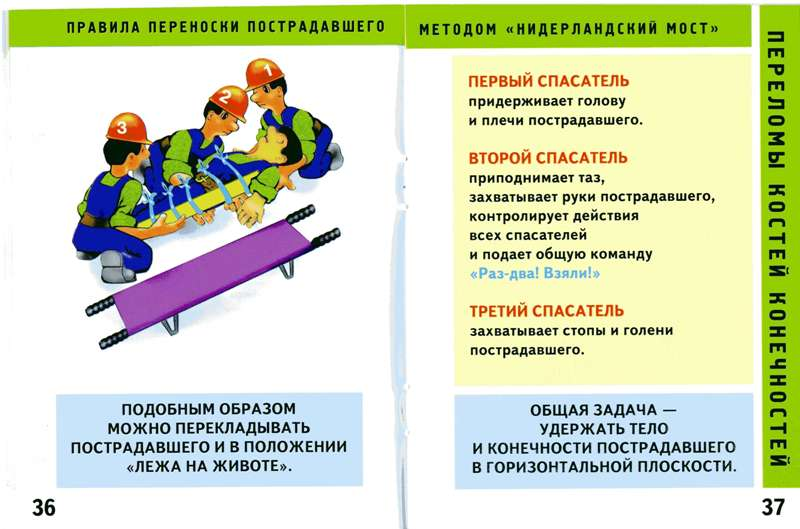 ПРАВИЛА ПЕРЕНОСКИ ПОСТРАДАВШЕГО
1
2
3
ПОДОБНЫМ ОБРАЗОМ
МОЖНО ПЕРЕКЛАДЫВАТЬ
ПОСТРАДАВШЕГО И В ПОЛОЖЕНИИ
«ЛЕЖА НА ЖИВОТЕ».
36
МЕТОДОМ «НИДЕРЛАНДСКИЙ МОСТ»
ПЕРВЫЙ СПАСАТЕЛЬ
придерживает голову
и плечи пострадавшего.
ВТОРОЙ СПАСАТЕЛЬ
приподнимает таз,
захватывает руки пострадавшего,
контролирует действия
всех спасателей
и подает общую команду
«Раз-два! Взяли!»
ТРЕТИЙ СПАСАТЕЛЬ
захватывает стопы и голени
пострадавшего.
ОБЩАЯ ЗАДАЧА —
УДЕРЖАТЬ ТЕЛО
И КОНЕЧНОСТИ ПОСТРАДАВШЕГО
В ГОРИЗОНТАЛЬНОЙ ПЛОСКОСТИ.
37
ПЕРЕЛОМЫ КОСТЕЙ КОНЕЧНОСТЕЙ